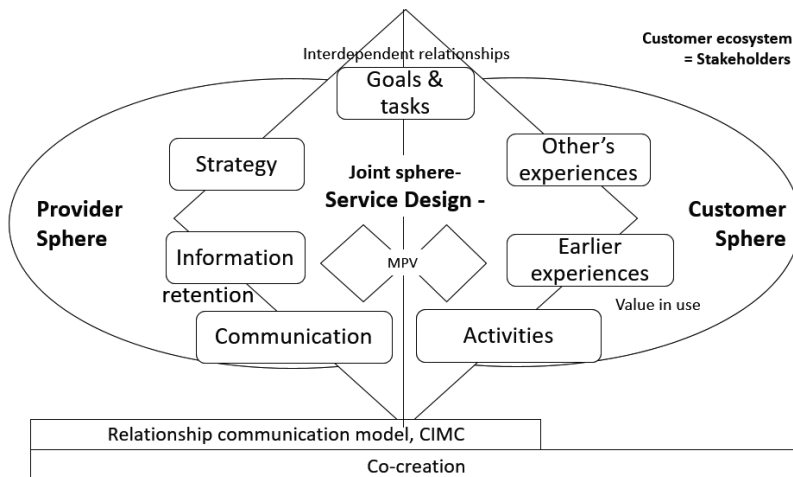 Interdependent relationships
Customer ecosystem
= Stakeholders
Goals &
tasks
Strategy
Other's
experiences
Joint sphere-
Service Design -
Provider
Sphere
Customer
Sphere
Information
retention
MPV
Earlier
experiences
Value in use
Communication
Activities
Relationship communication model, CIMC
Co-creation